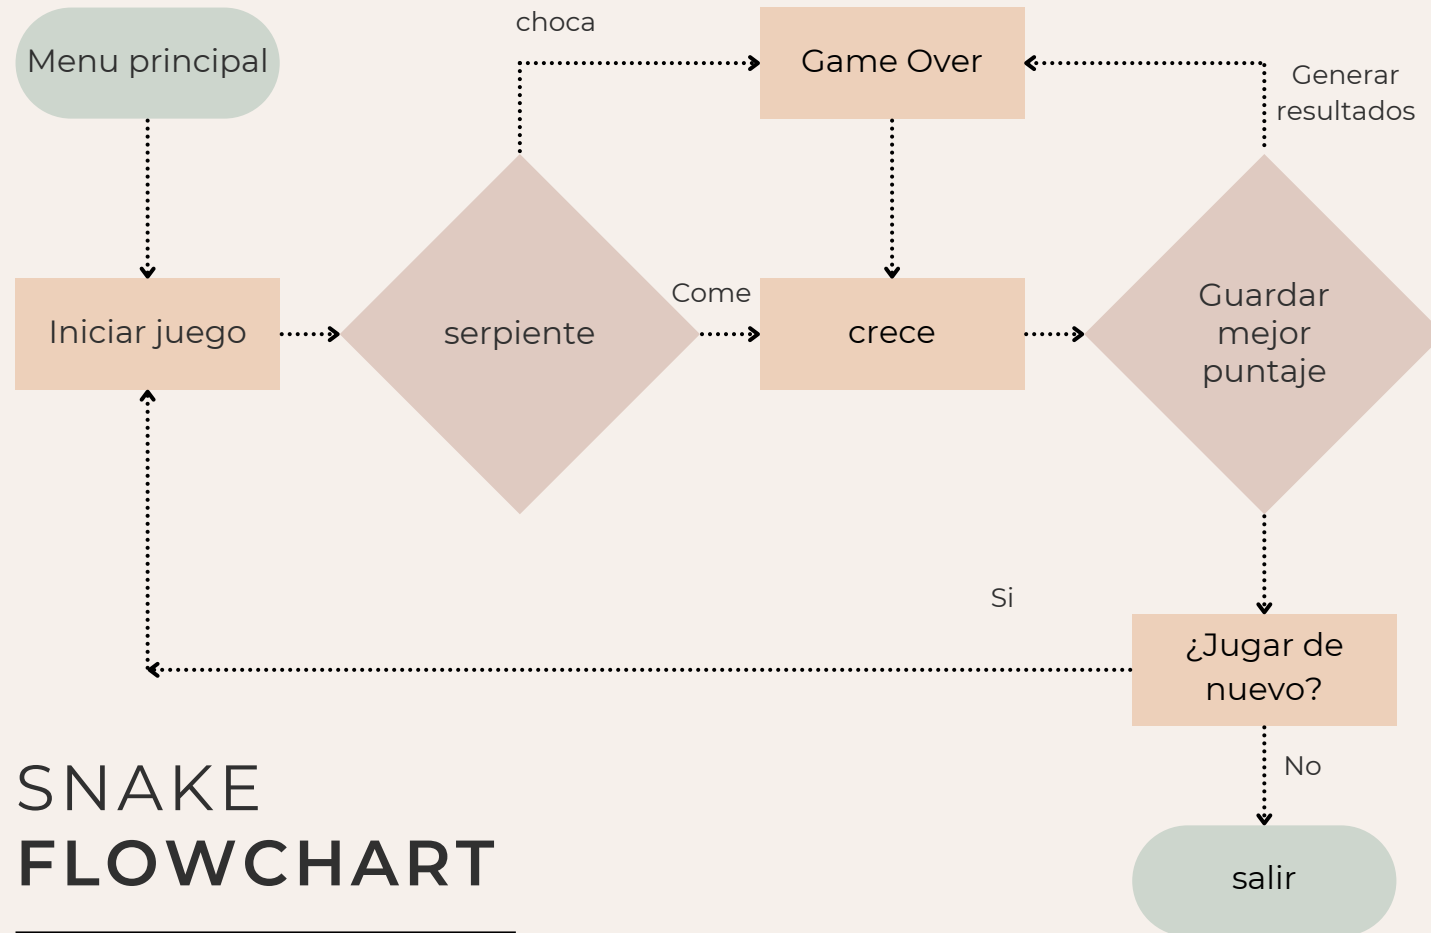 choca
Menu principal
Game Over
Generar
resultados
Iniciar juego
serpiente
Come
crece
Guardar
mejor
puntaje
Si
¿Jugar de
nuevo?
No
SNAKE
FLOWCHART
salir